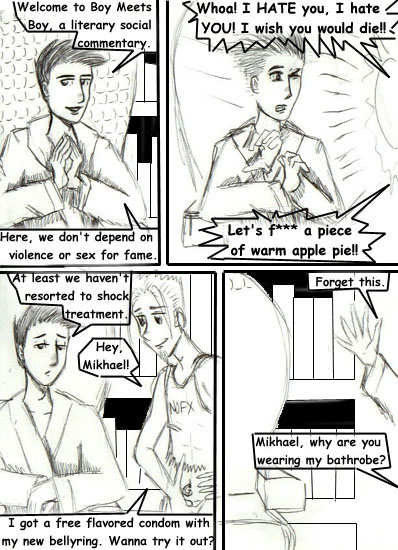 Welcome to Boy Meets
Boy, a literary social
commentary.
Here, we don't depend on
violence or sex for fame.
Whoa! I HATE you, I hate
YOU! I wish you would die!!
Let's f*** a piece
of warm apple pie!!
At least we haven't
resorted to shock
treatment.
Hey,
Mikhael!
NOFX
I got a free flavored condom with
my new bellyring. Wanna try it out?
Forget this.
Mikhael, why are you
wearing my bathrobe?